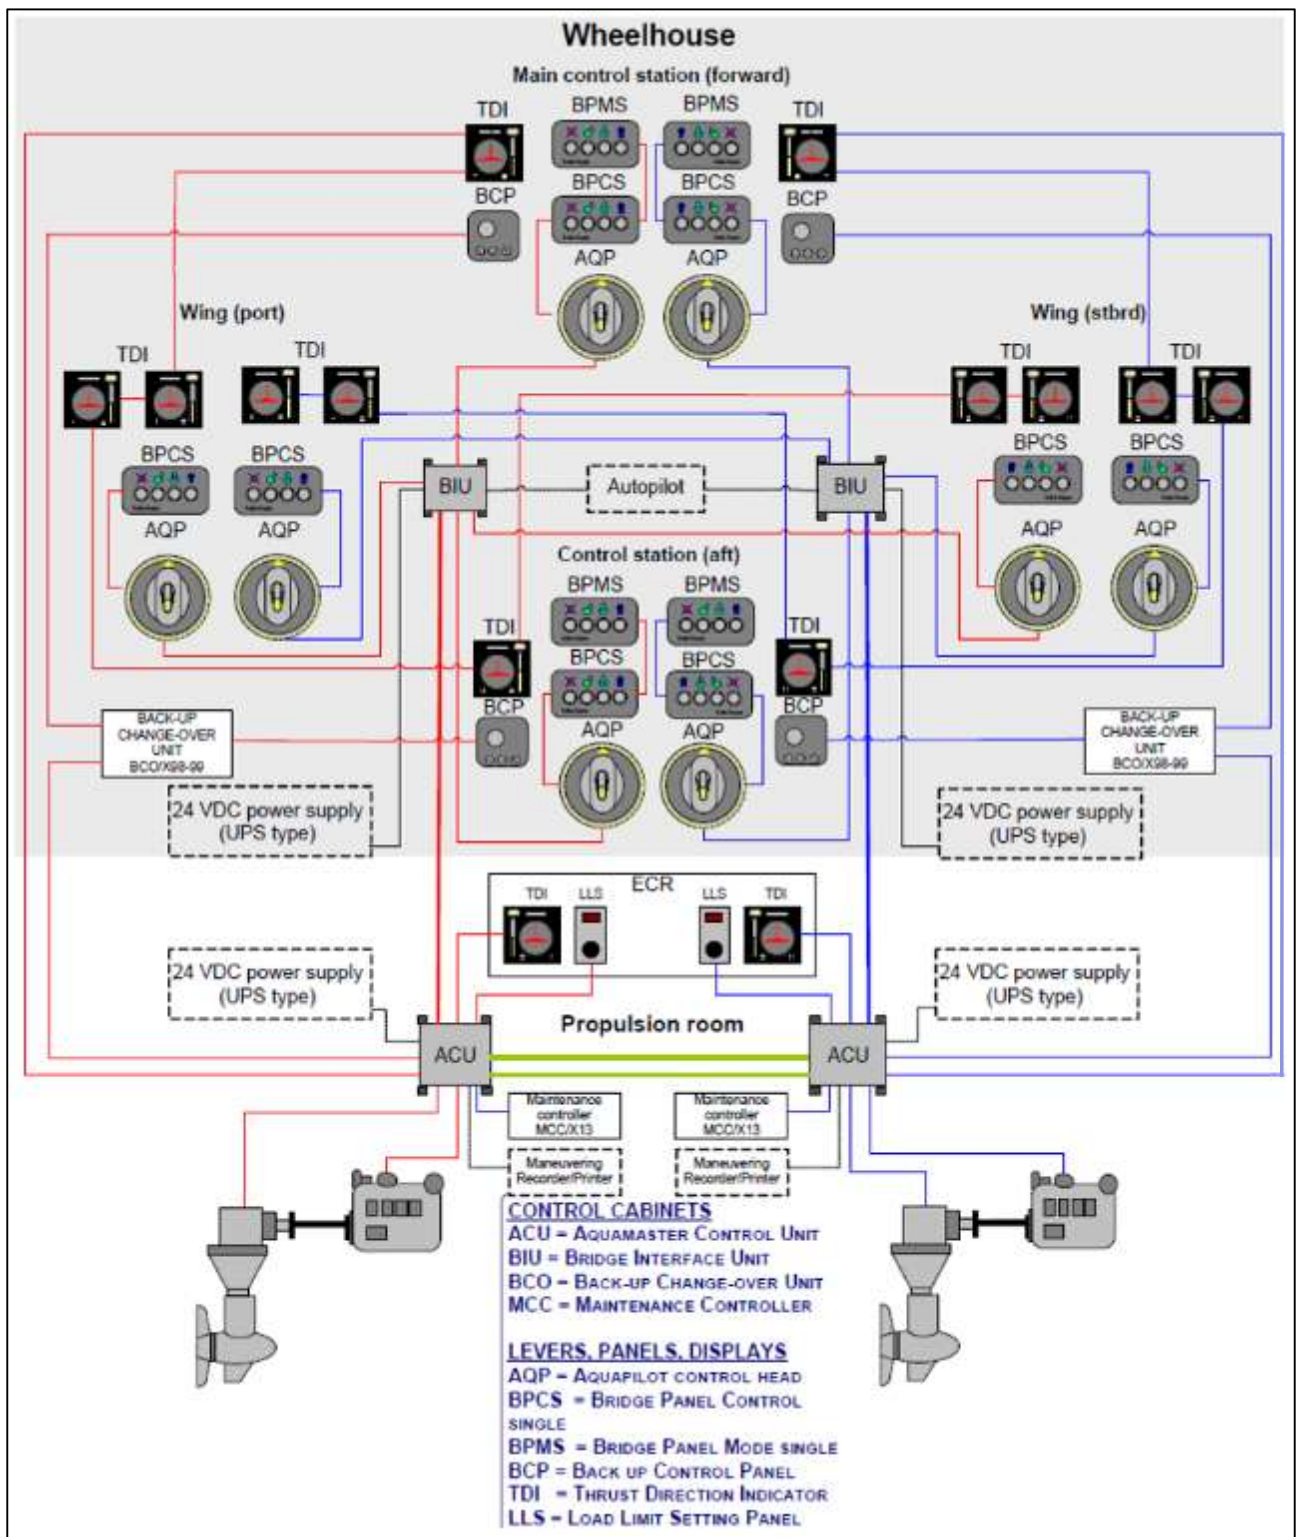 Wheelhouse
Main control station (forward)
TDI
BPMS
BPMS
TDI
BCP
BPCS
BPCS
BCP
AQP
AQP
Wing (port)
Wing (stbrd)
TDI
TDI
TDI
TDI
BPCS
BPCS
BPCS
BPCS
BIU
Autopilot
BIU
AQP
AQP
AQP
AQP
Control station (aft)
BPMS
BPMS
TDI
TDI
BPCS
BPCS
BCP
BCP
AQP
AQP
BACK-UP
CHANGE-OVER
UNIT
BCO/X98-99
BACK-UP
CHANGE-OVER
UNIT
BCO/X98-99
24 VDC power supply
(UPS type)
24 VDC power supply
(UPS type)
ECR
TDI
LLS
LLS
TDI
24 VDC power supply
(UPS type)
24 VDC power supply
(UPS type)
Propulsion room
ACU
ACU
Maintenance
controller
MCC/X13
Maintenance
controller
MCC/X13
Maneuvering
Recorder/Printer
Maneuvering
Recorder/Printer
CONTROL CABINETS
ACU = AQUAMASTER CONTROL UNIT
BIU = BRIDGE INTERFACE UNIT
BCO = BACK-UP CHANGE-OVER UNIT
MCC = MAINTENANCE CONTROLLER
LEVERS, PANELS, DISPLAYS
AQP = AQUAPILOT CONTROL HEAD
BPCS = BRIDGE PANEL CONTROL
SINGLE
BPMS = BRIDGE PANEL MODE SINGLE
BCP = BACK UP CONTROL PANEL
TDI = THRUST DIRECTION INDICATOR
LLS = LOAD LIMIT SETTING PANEL